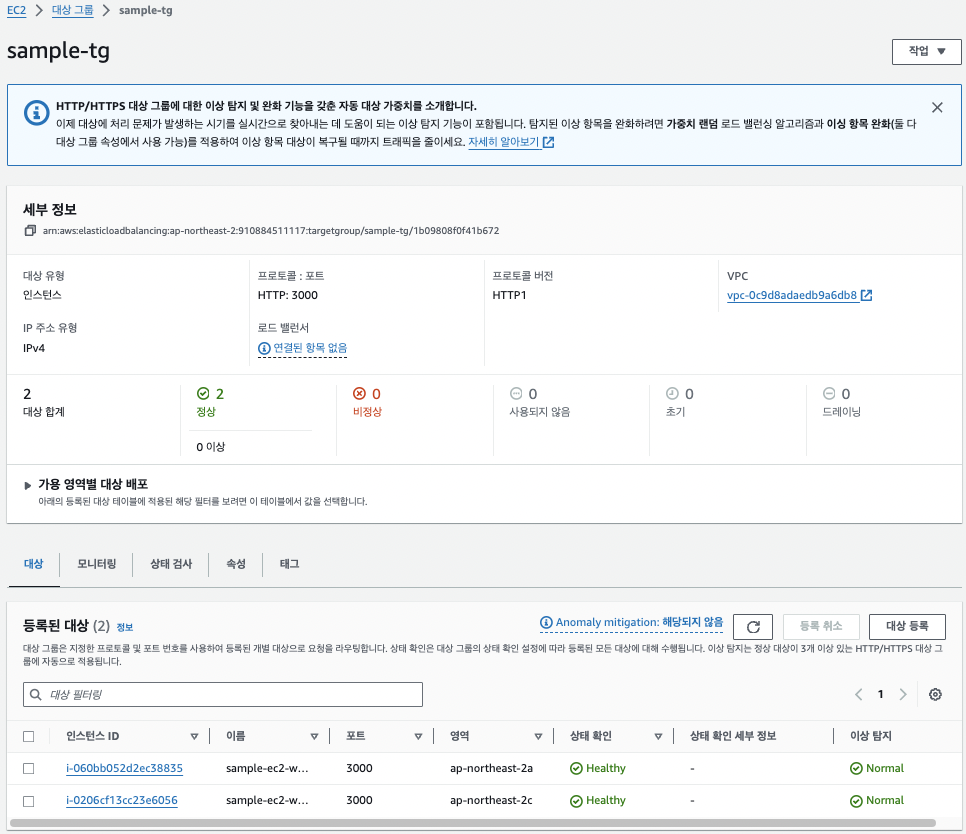 EC2 > 대상 그룹 > sample-tg
sample-tg
작업
HTTP/HTTPS 대상 그룹에 대한 이상 탐지 및 완화 기능을 갖춘 자동 대상 가중치를 소개합니다.
이제 대상에 처리 문제가 발생하는 시기를 실시간으로 찾아내는 데 도움이 되는 이상 탐지 기능이 포함됩니다. 탐지된 이상 항목을 완화하려면 가중치 랜덤 로드 밸런싱 알고리즘과 이싱 항목 완화(둘 다
대상 그룹 속성에서 사용 가능)를 적용하여 이상 항목 대상이 복구될 때까지 트래픽을 줄이세요. 자세히 알아보기
세부 정보
arn:aws:elasticloadbalancing:ap-northeast-2:910884511117:targetgroup/sample-tg/1b09808f0f41b672
대상 유형
인스턴스
프로토콜 : 포트
HTTP: 3000
프로토콜 버전
HTTP1
VPC
vpc-0c9d8adaedb9a6db8
IP 주소 유형
IPv4
로드 밸런서
연결된 항목 없음
2
대상 합계
2
정상
0 이상
0
비정상
0
사용되지 않음
0
초기
0
드레이닝
가용 영역별 대상 배포
아래의 등록된 대상 테이블에 적용된 해당 필터를 보려면 이 테이블에서 값을 선택합니다.
대상 모니터링 상태 검사 속성 태그
등록된 대상 (2) 정보
Anomaly mitigation: 해당되지 않음
등록 취소
대상 등록
대상 그룹은 지정한 프로토콜 및 포트 번호를 사용하여 등록된 개별 대상으로 요청을 라우팅합니다. 상태 확인은 대상 그룹의 상태 확인 설정에 따라 등록된 모든 대상에 대해 수행됩니다. 이상 탐지는 정상 대상이 3개 이상 있는 HTTP/HTTPS 대상 그
룹에 자동으로 적용됩니다.
대상 필터링
1
인스턴스 ID 이름 포트 영역 상태 확인 상태 확인 세부 정보 이상 탐지
i-060bb052d2ec38835 sample-ec2-w... 3000 ap-northeast-2a Healthy - Normal
i-0206cf13cc23e6056 sample-ec2-w... 3000 ap-northeast-2c Healthy - Normal